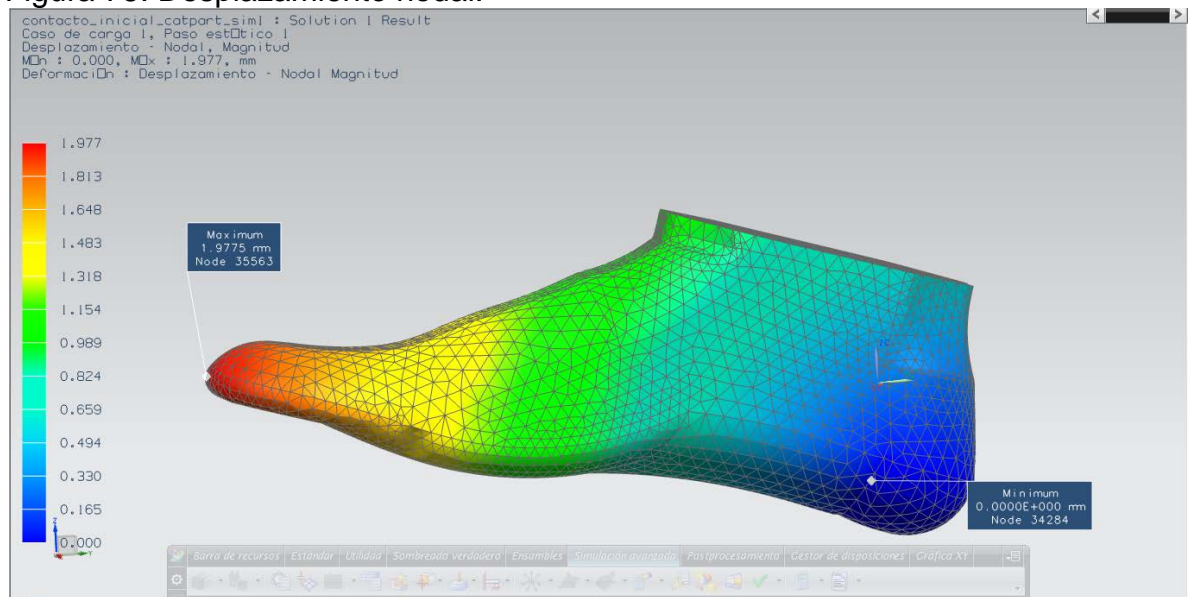 contacto_inicial_catpart_sim1 : Solution 1 Result
Caso de carga 1, Paso est□tico 1
Desplazamiento - Nodal, Magnitud
M□n : 0.000, M□x : 1.977, mm
Deformaci□n : Desplazamiento - Nodal Magnitud
1.977
1.813
1.648
1.483
1.318
1.154
0.989
0.824
0.659
0.494
0.330
0.165
0.000
Maximum
1.9775 mm
Node 35563
Minimum
0.0000E+000 mm
Node 34284
Z
Y
ZC
Barra de recursos Estándar Utilidad Sombreado verdadero Ensambles Simulación avanzada Postprocesamiento Gestor de disposiciones Gráfica XY